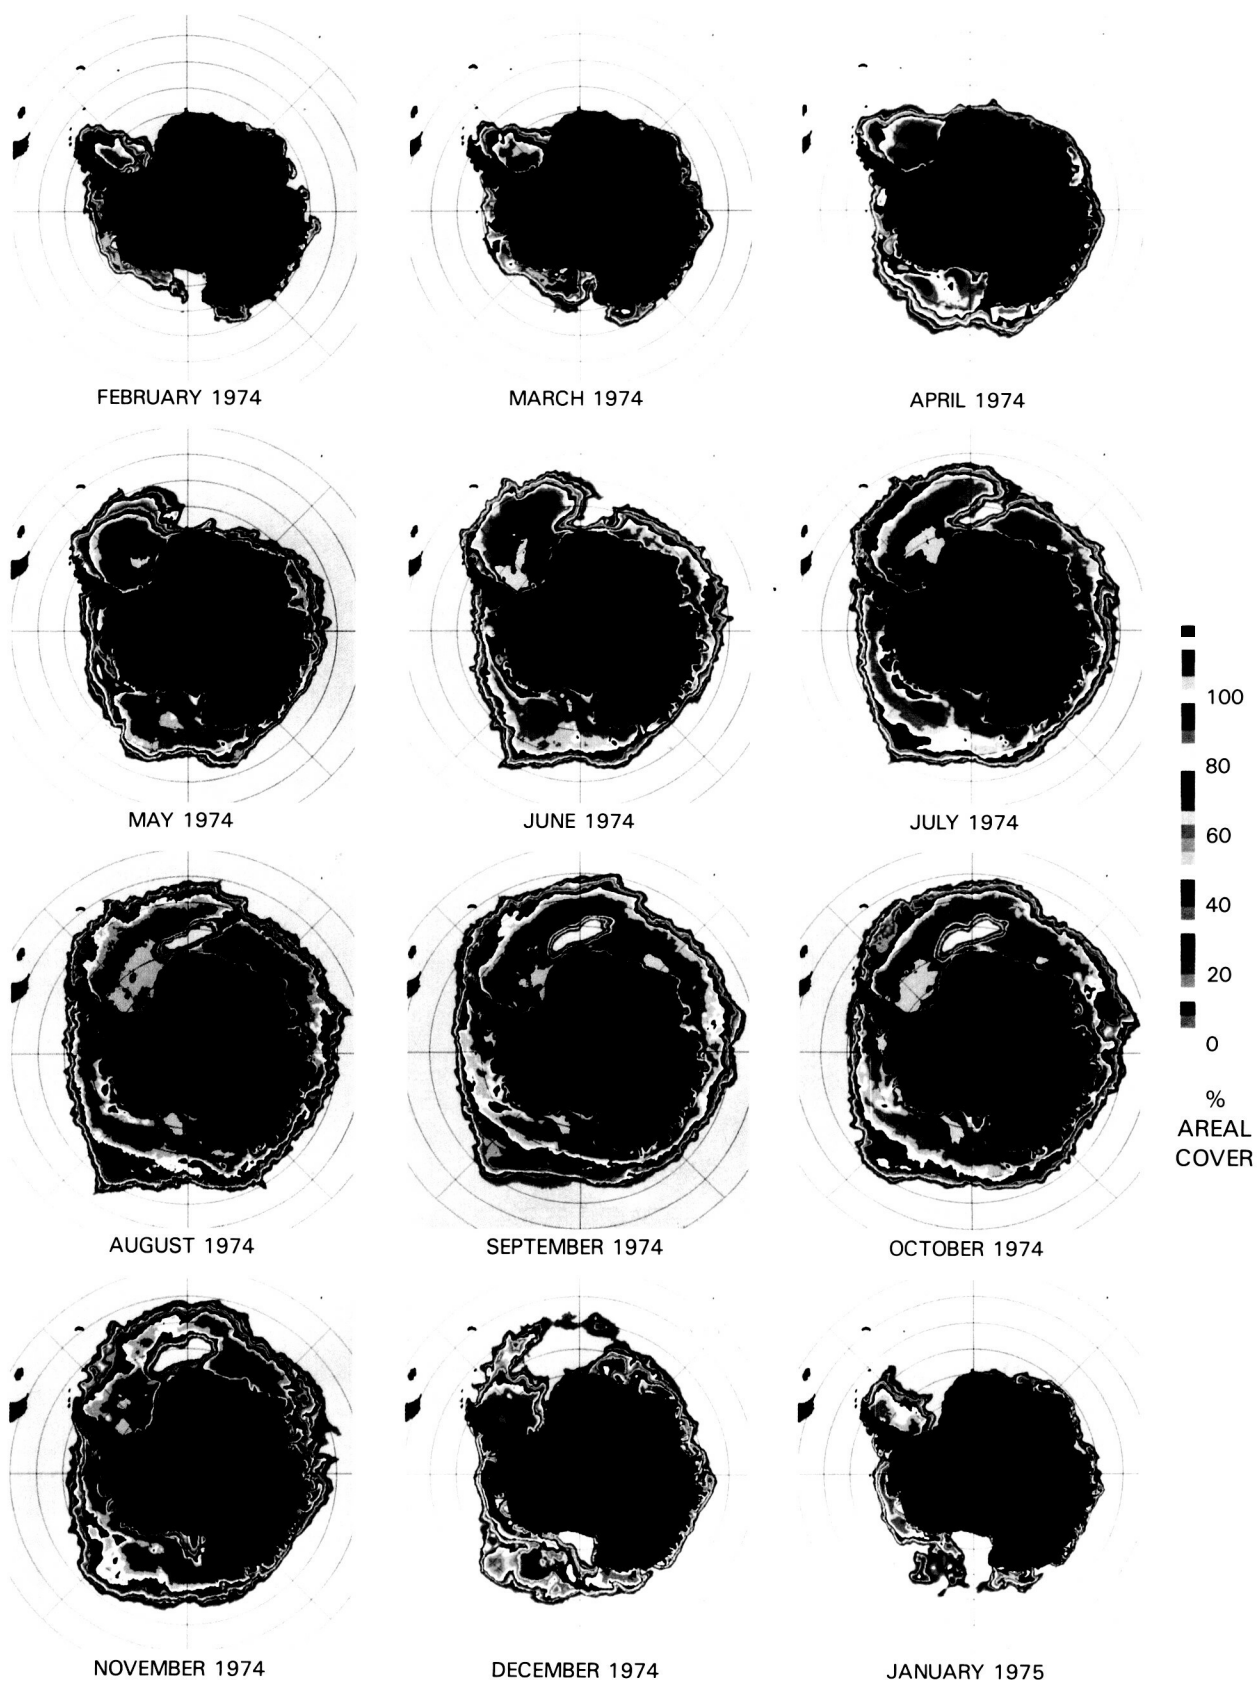 FEBRUARY 1974
MARCH 1974
APRIL 1974
MAY 1974
JUNE 1974
JULY 1974
100
80
60
40
20
0
%
AREAL
COVER
AUGUST 1974
SEPTEMBER 1974
OCTOBER 1974
NOVEMBER 1974
DECEMBER 1974
JANUARY 1975